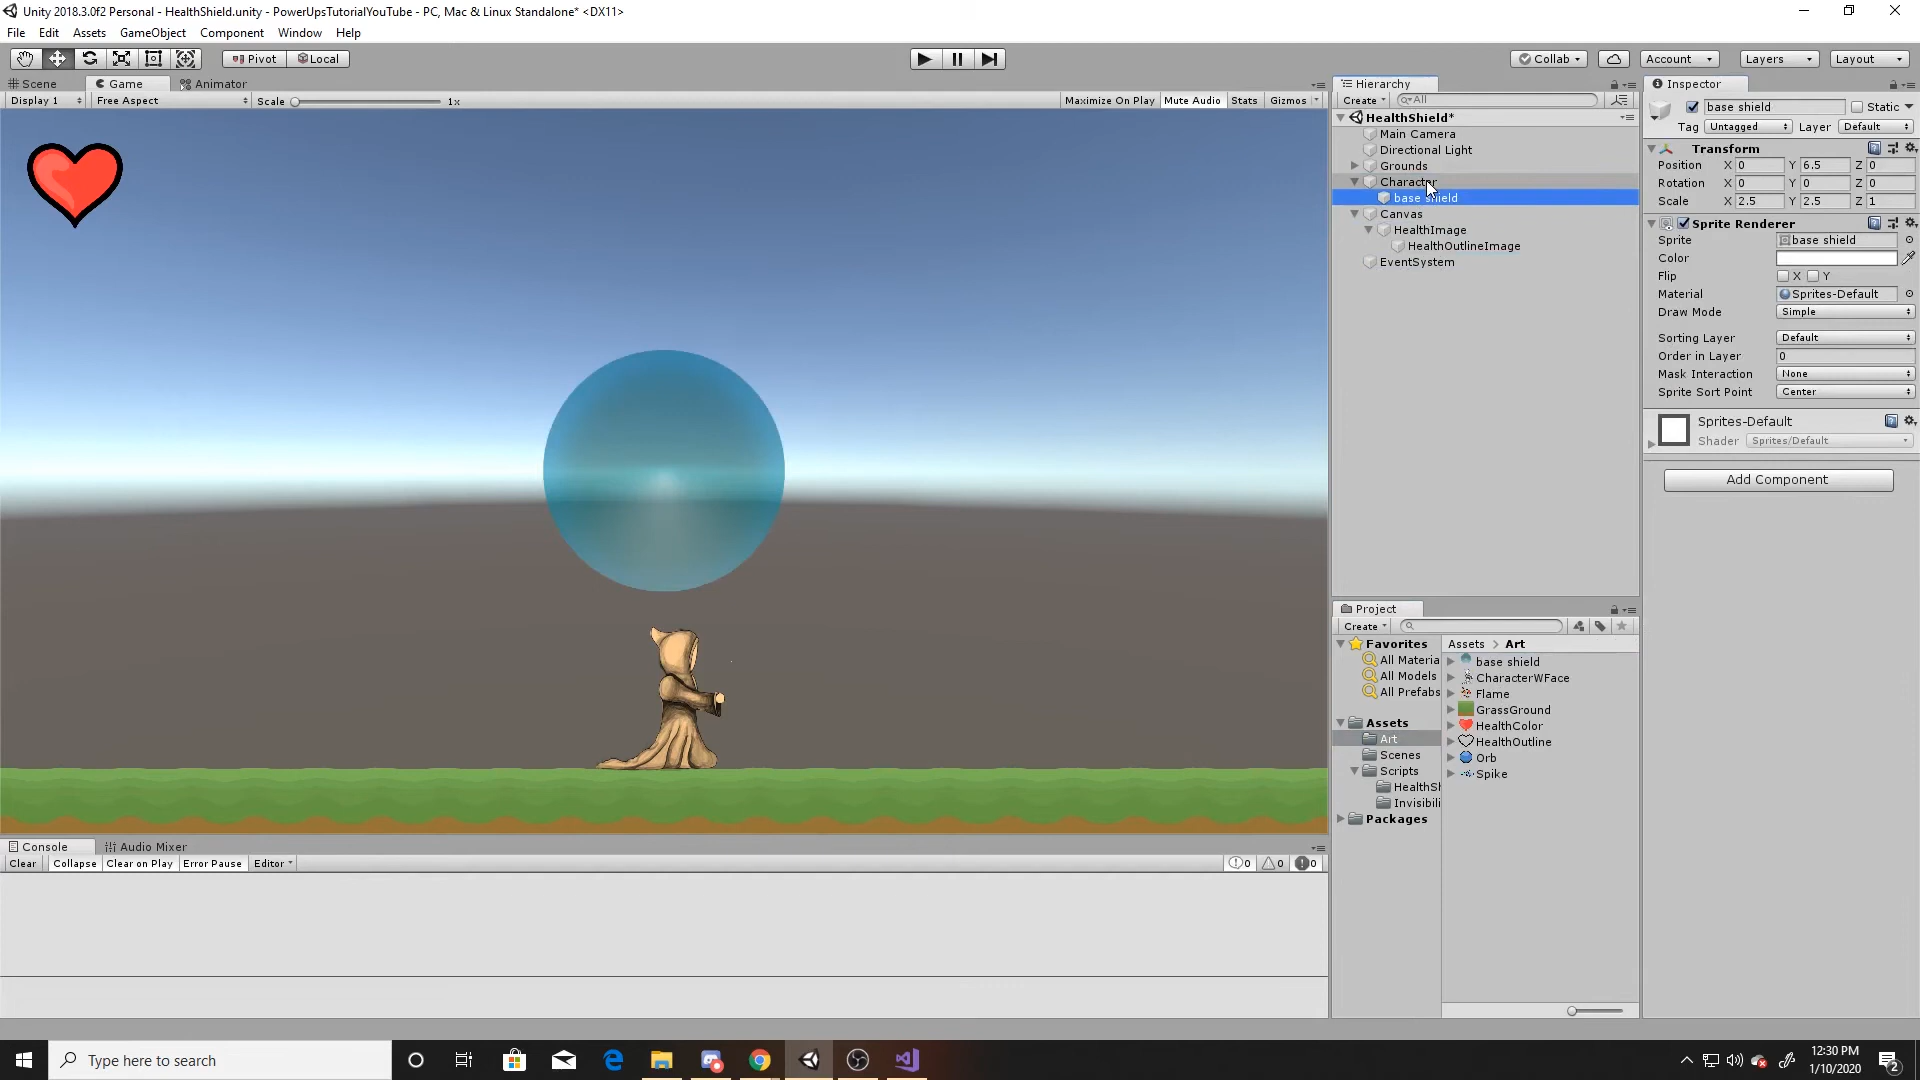 Unity 2018.3.0f2 Personal - HealthShield.unity - PowerUpsTutorialYouTube - PC, Mac & Linux Standalone* <DX11>
File Edit Assets GameObject Component Window Help
Pivot Local Collab Account Layers Layout
Scene Game Animator
Display 1 Free Aspect Scale 1x Maximize On Play Mute Audio Stats Gizmos
Hierarchy
Create All
HealthShield*
Main Camera
Directional Light
Grounds
Character
base shield
Canvas
HealthImage
HealthOutlineImage
EventSystem
Inspector
base shield Static
Tag Untagged Layer Default
Transform
Position X 0 Y 6.5 Z 0
Rotation X 0 Y 0 Z 0
Scale X 2.5 Y 2.5 Z 1
Sprite Renderer
Sprite base shield
Color
Flip X Y
Material Sprites-Default
Draw Mode Simple
Sorting Layer Default
Order in Layer 0
Mask Interaction None
Sprite Sort Point Center
Sprites-Default
Shader Sprites/Default
Add Component
Project
Create
Favorites
All Materia
All Models
All Prefabs
Assets
Art
Scenes
Scripts
HealthSh
Invisibili
Packages
Assets > Art
base shield
CharacterWFace
Flame
GrassGround
HealthColor
HealthOutline
Orb
Spike
Console Audio Mixer
Clear Collapse Clear on Play Error Pause Editor 0 0 0
Type here to search
12:30 PM
1/10/2020
2